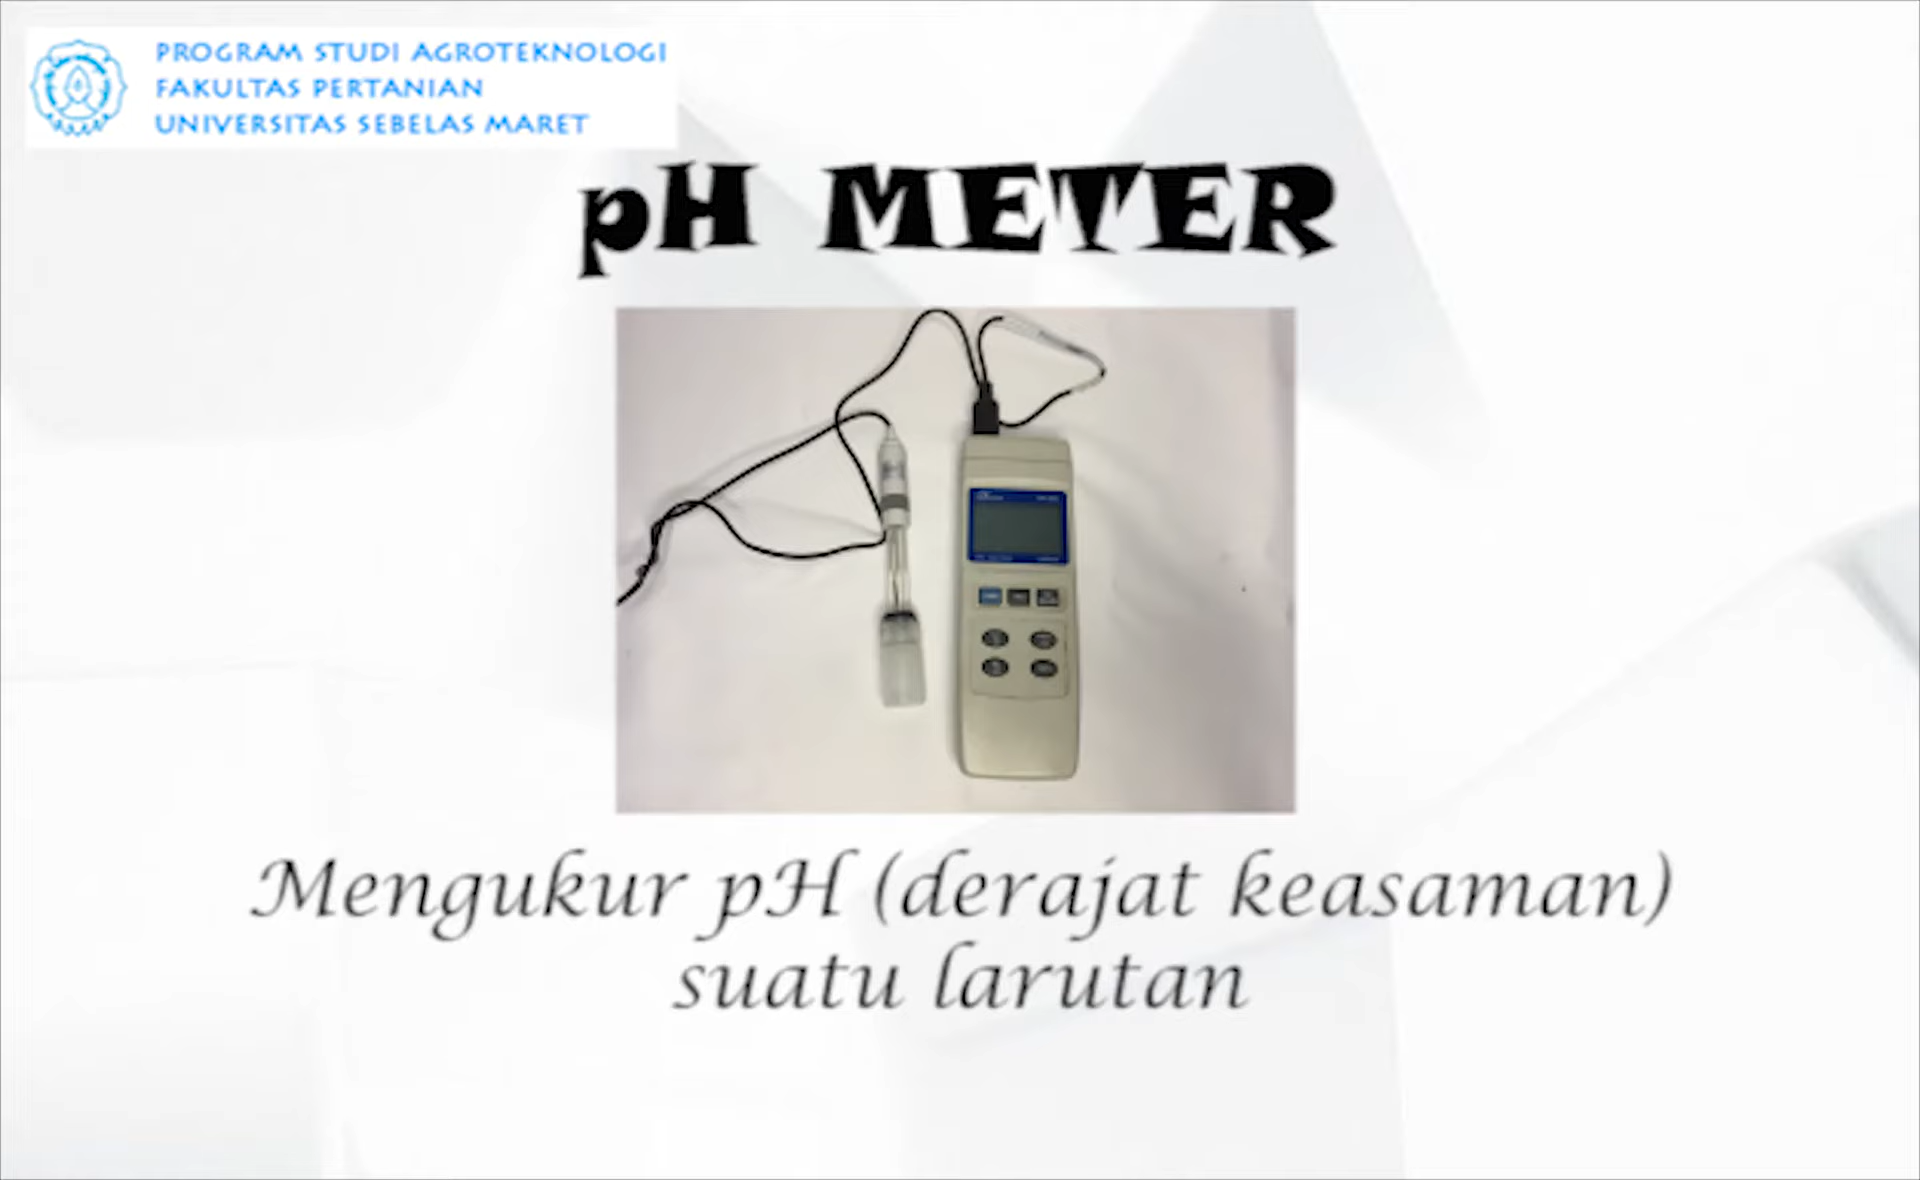 PROGRAM STUDI AGROTEKNOLOGI
FAKULTAS PERTANIAN
UNIVERSITAS SEBELAS MARET
pH METER
Mengukur pH (derajat keasaman)
suatu larutan